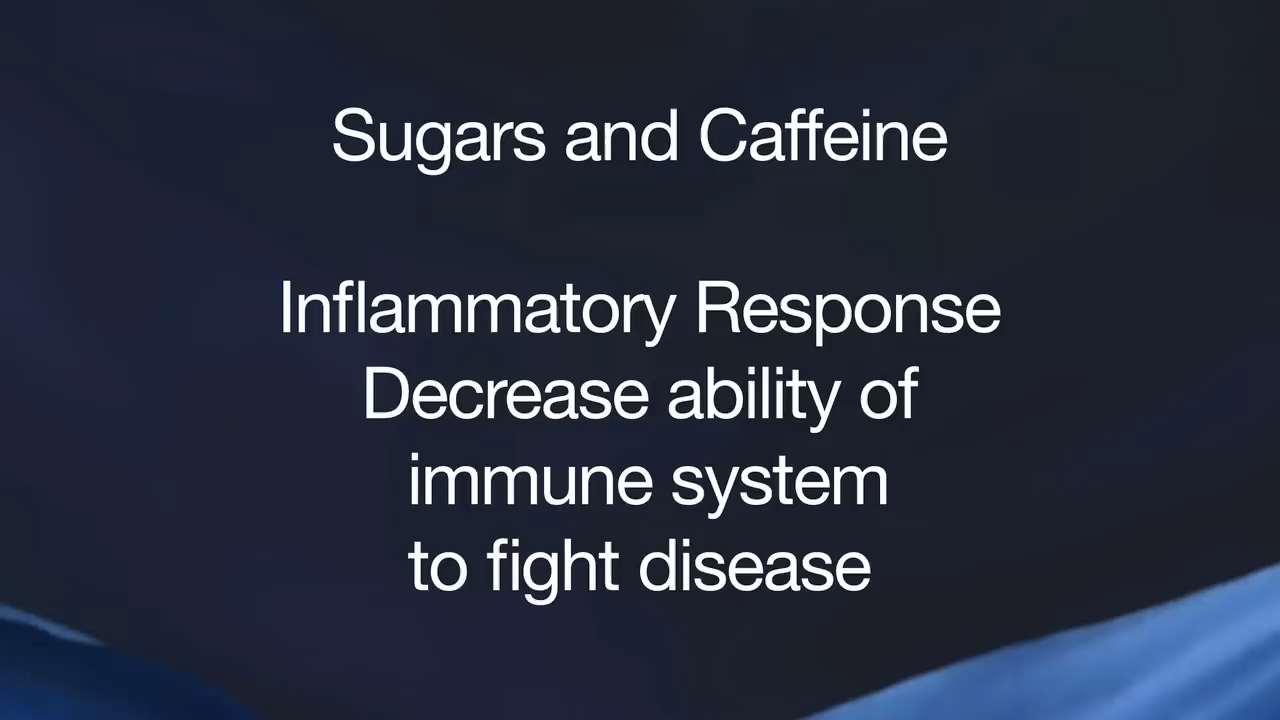 Sugars and Caffeine
Inflammatory Response
Decrease ability of
immune system
to fight disease